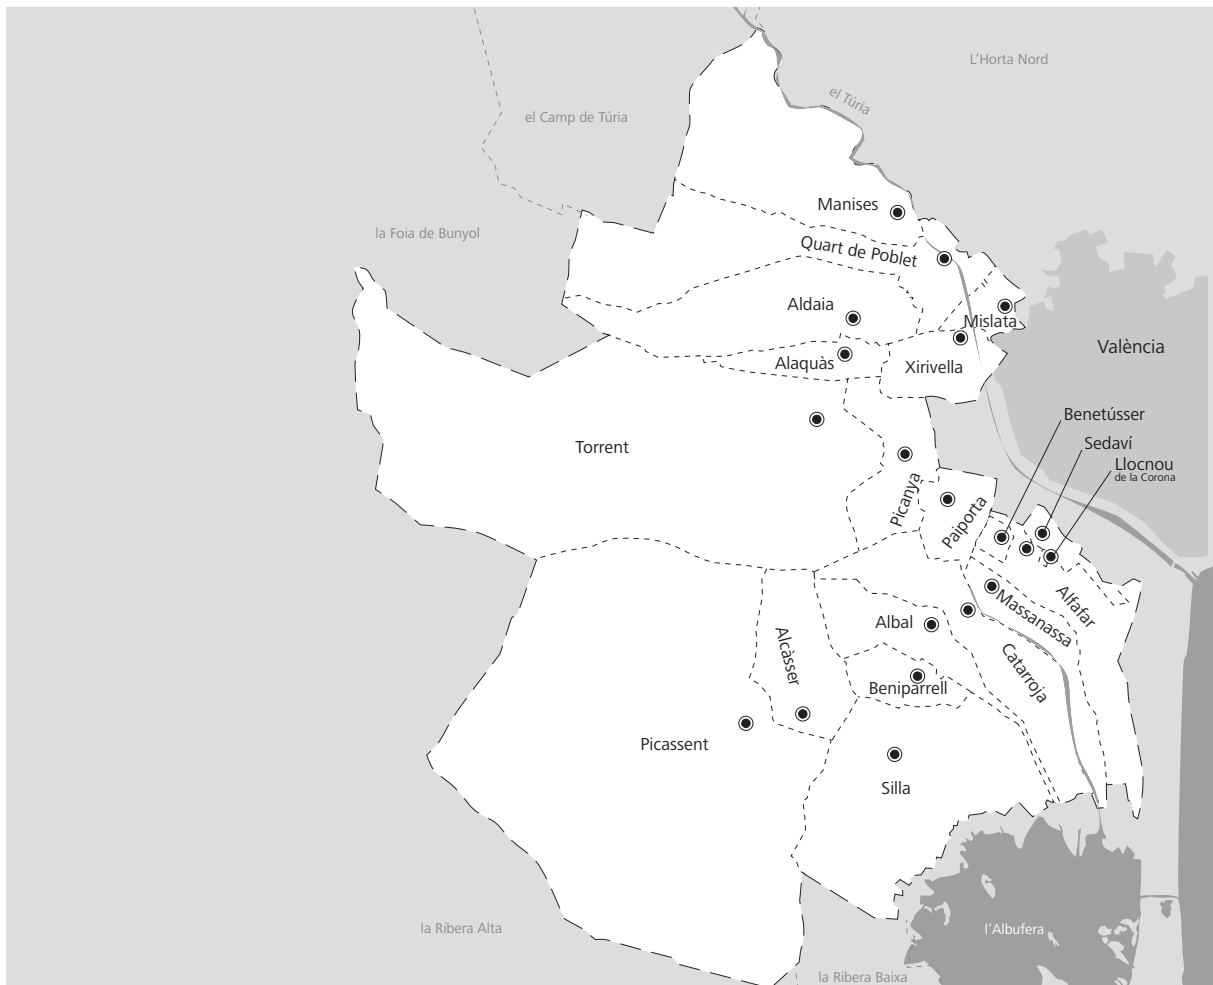 L'Horta Nord
el Túria
el Camp de Túria
Manises
la Foia de Bunyol
Quart de Poblet
Aldaia
Mislata
València
Alaquàs
Xirivella
Benetússer
Sedaví
Torrent
Llocnou
de la Corona
Picanya
Paiporta
Alfafar
Massanassa
Albal
Alcàsser
Catarroja
Beniparrell
Picassent
Silla
la Ribera Alta
l'Albufera
la Ribera Baixa